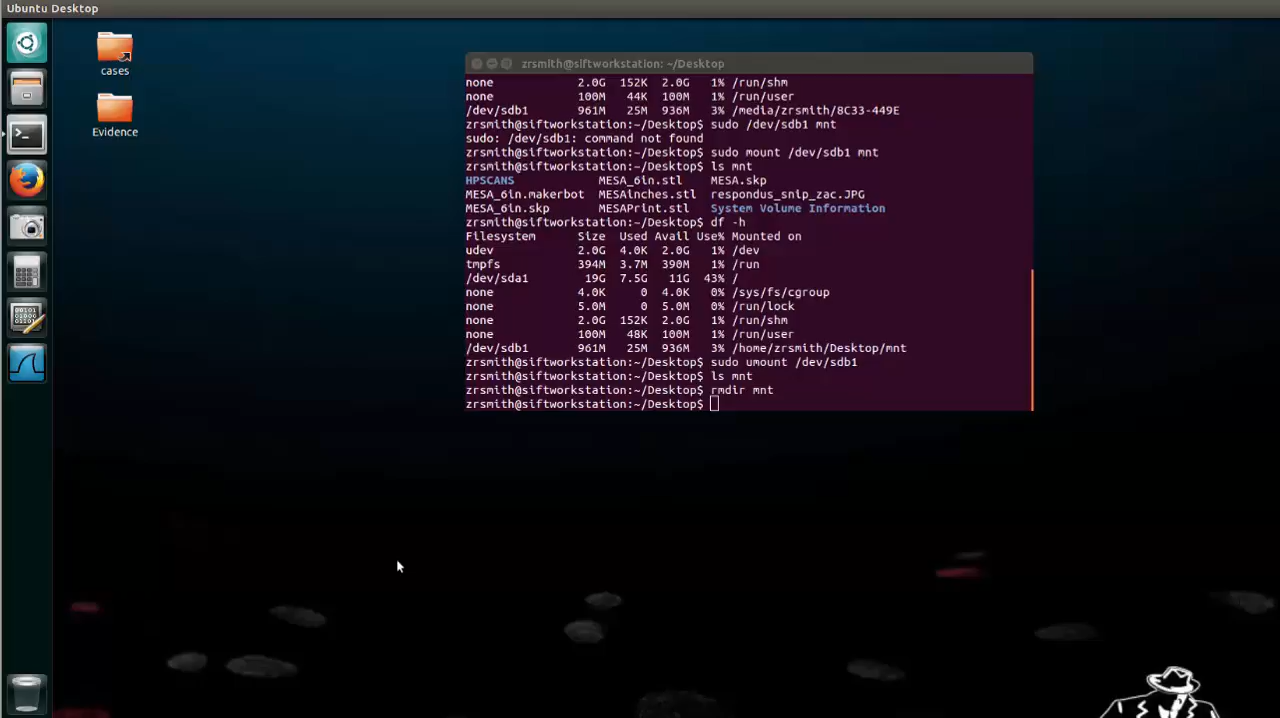 Ubuntu Desktop
cases
Evidence
zrsmith@siftworkstation: ~/Desktop
none 2.0G 152K 2.0G 1% /run/shm
none 100M 44K 100M 1% /run/user
/dev/sdb1 961M 25M 936M 3% /media/zrsmith/8C33-449E
zrsmith@siftworkstation:~/Desktop$ sudo /dev/sdb1 mnt
sudo: /dev/sdb1: command not found
zrsmith@siftworkstation:~/Desktop$ sudo mount /dev/sdb1 mnt
zrsmith@siftworkstation:~/Desktop$ ls mnt
HPSCANS MESA_6in.stl MESA.skp
MESA_6in.makerbot MESAinches.stl respondus_snip_zac.JPG
MESA_6in.skp MESAPrint.stl System Volume Information
zrsmith@siftworkstation:~/Desktop$ df -h
Filesystem Size Used Avail Use% Mounted on
udev 2.0G 4.0K 2.0G 1% /dev
tmpfs 394M 3.7M 390M 1% /run
/dev/sda1 19G 7.5G 11G 43% /
none 4.0K 0 4.0K 0% /sys/fs/cgroup
none 5.0M 0 5.0M 0% /run/lock
none 2.0G 152K 2.0G 1% /run/shm
none 100M 48K 100M 1% /run/user
/dev/sdb1 961M 25M 936M 3% /home/zrsmith/Desktop/mnt
zrsmith@siftworkstation:~/Desktop$ sudo umount /dev/sdb1
zrsmith@siftworkstation:~/Desktop$ ls mnt
zrsmith@siftworkstation:~/Desktop$ rmdir mnt
zrsmith@siftworkstation:~/Desktop$